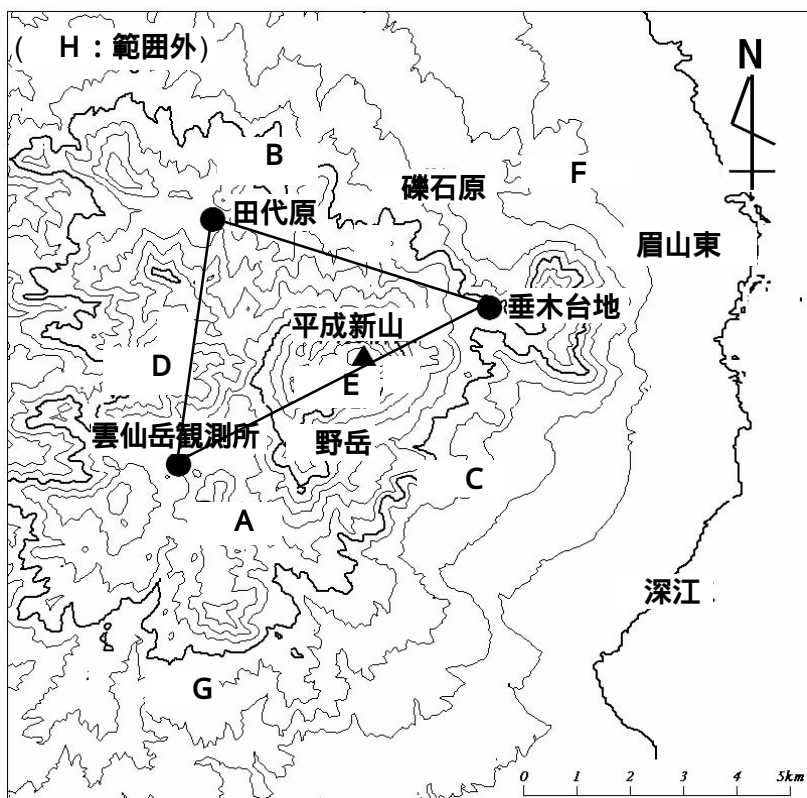 ( H：範囲外)
N
B
礫石原
F
田代原
眉山東
垂木台地
平成新山
D
E
雲仙岳観測所
野岳
C
A
深江
G
0 1 2 3 4 5km